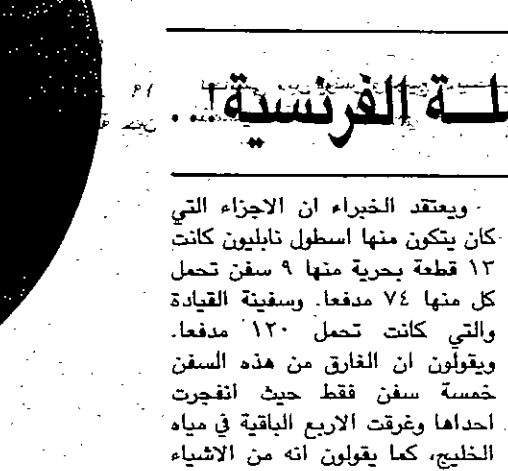 لـة الفرنسية!..
ويعتقد الخبراء ان الاجزاء التي
كان يتكون منها اسطول نابليون كانت
١٣ قطعة بحرية منها ٩ سفن تحمل
كل منها ٧٤ مدفعا. وسفينة القيادة
والتي كانت تحمل ١٢٠ مدفعا.
ويقولون ان الغارق من هذه السفن
خمسة سفن فقط حيث انفجرت
احداها وغرقت الاربع الباقية في مياه
الخليج، كما يقولون انه من الاشياء